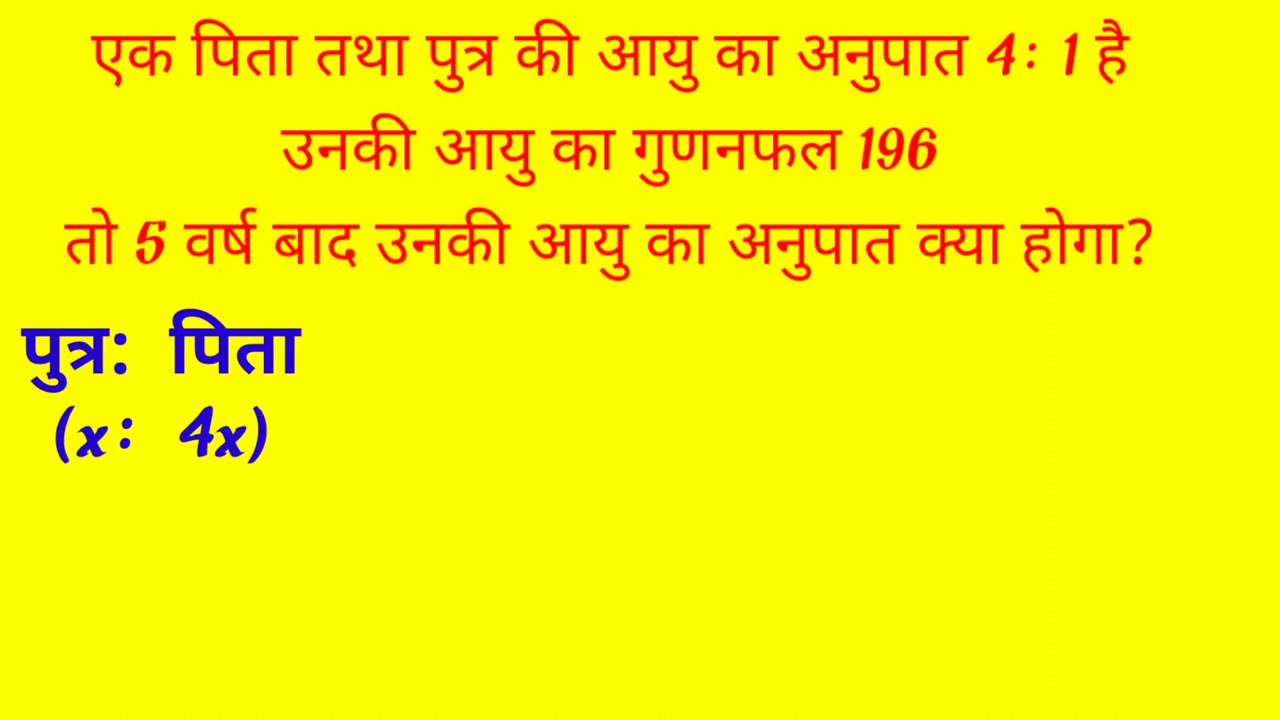 एक पिता तथा पुत्र की आयु का अनुपात 4: 1 है
उनकी आयु का गुणनफल 196
तो 5 वर्ष बाद उनकी आयु का अनुपात क्या होगा?
पुत्र: पिता
(x: 4x)